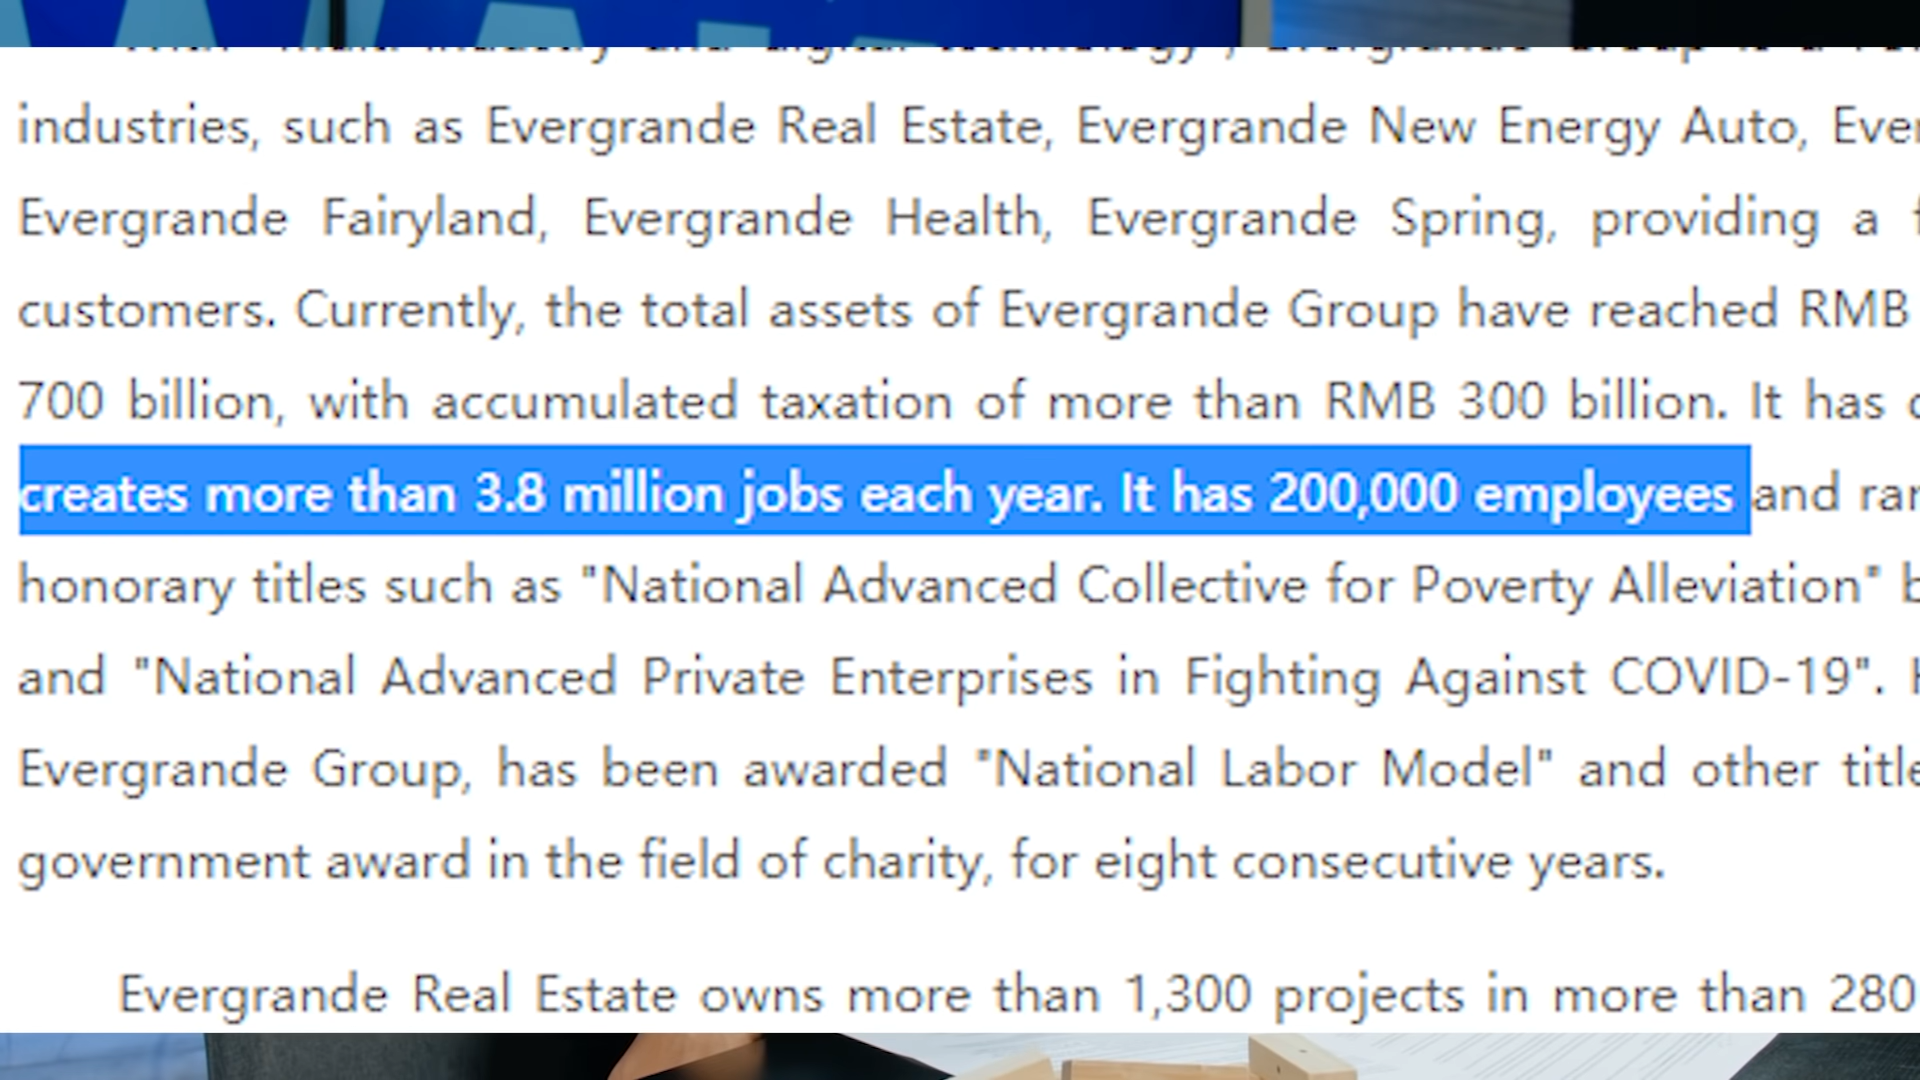 industries, such as Evergrande Real Estate, Evergrande New Energy Auto,
Evergrande Fairyland, Evergrande Health, Evergrande Spring, providing a
customers. Currently, the total assets of Evergrande Group have reached RMB
700 billion, with accumulated taxation of more than RMB 300 billion. It has
creates more than 3.8 million jobs each year. It has 200,000 employees and
honorary titles such as "National Advanced Collective for Poverty Alleviation"
and "National Advanced Private Enterprises in Fighting Against COVID-19".
Evergrande Group, has been awarded "National Labor Model" and other
government award in the field of charity, for eight consecutive years.
Evergrande Real Estate owns more than 1,300 projects in more than 280